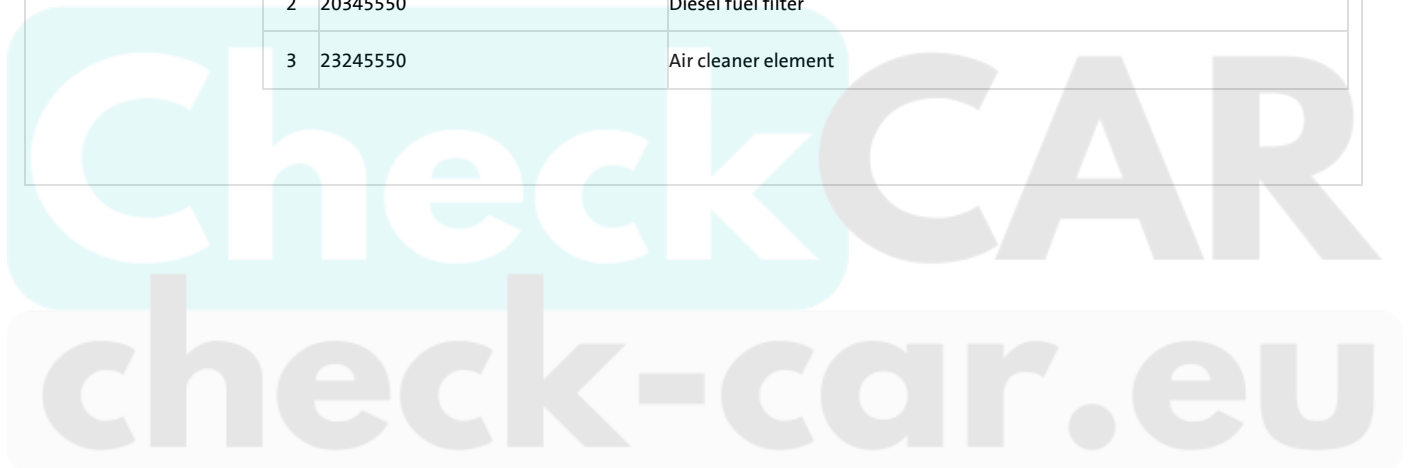 2 20345550 Diesel fuel filter
3 23245550 Air cleaner element
CheckCAR
check-car.eu